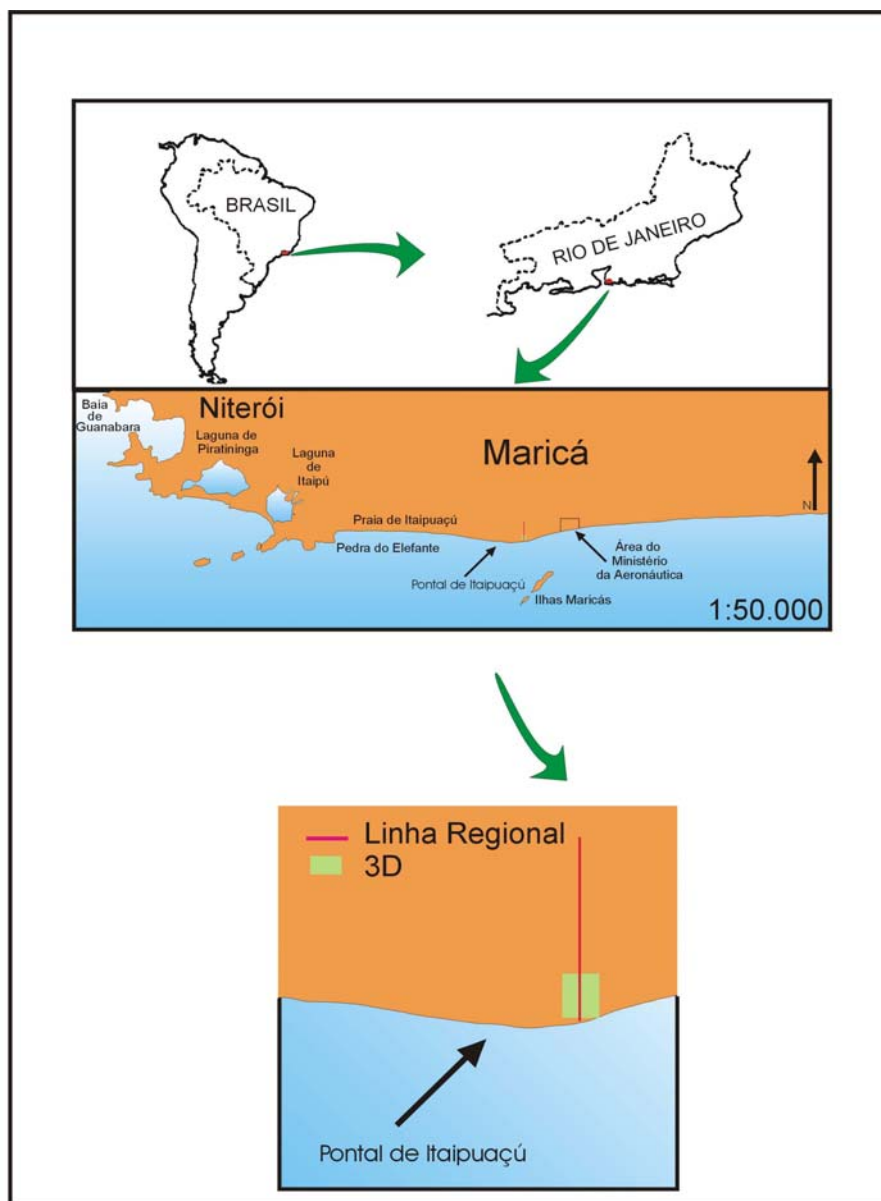 BRASIL
RIO DE JANEIRO
Baia
de
Guanabara
Niterói
Laguna de
Piratininga
Laguna
de
Itaipú
Maricá
N
Praia de Itaipuaçú
Pedra do Elefante
Pontal de Itaipuaçú
Área do
Ministério
da Aeronáutica
Ilhas Maricás
1:50.000
Linha Regional
3D
Pontal de Itaipuaçú